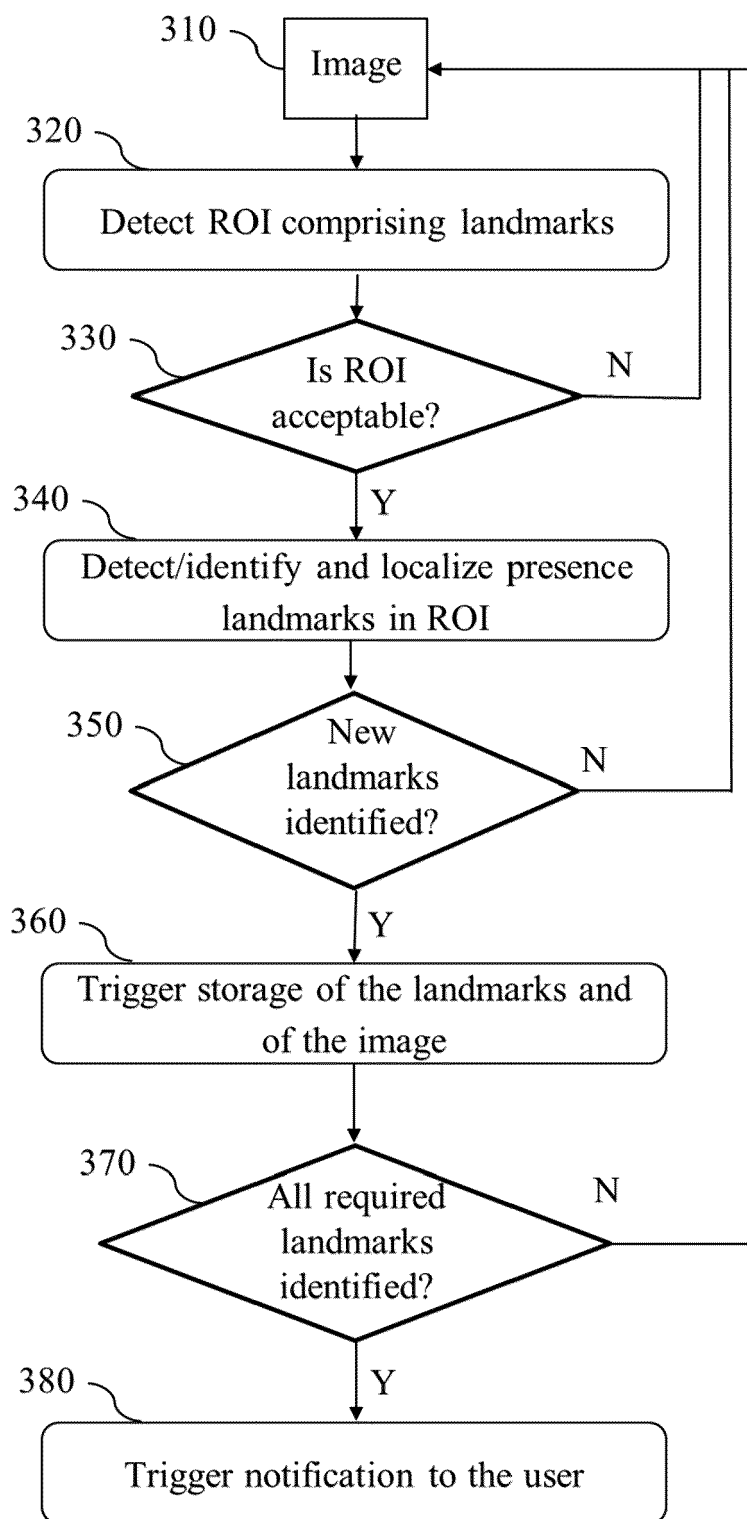 310
Image
320
Detect ROI comprising landmarks
330
Is ROI
acceptable?
N
Y
340
Detect/identify and localize presence
landmarks in ROI
350
New
landmarks
identified?
N
Y
360
Trigger storage of the landmarks and
of the image
370
All required
landmarks
identified?
N
Y
380
Trigger notification to the user